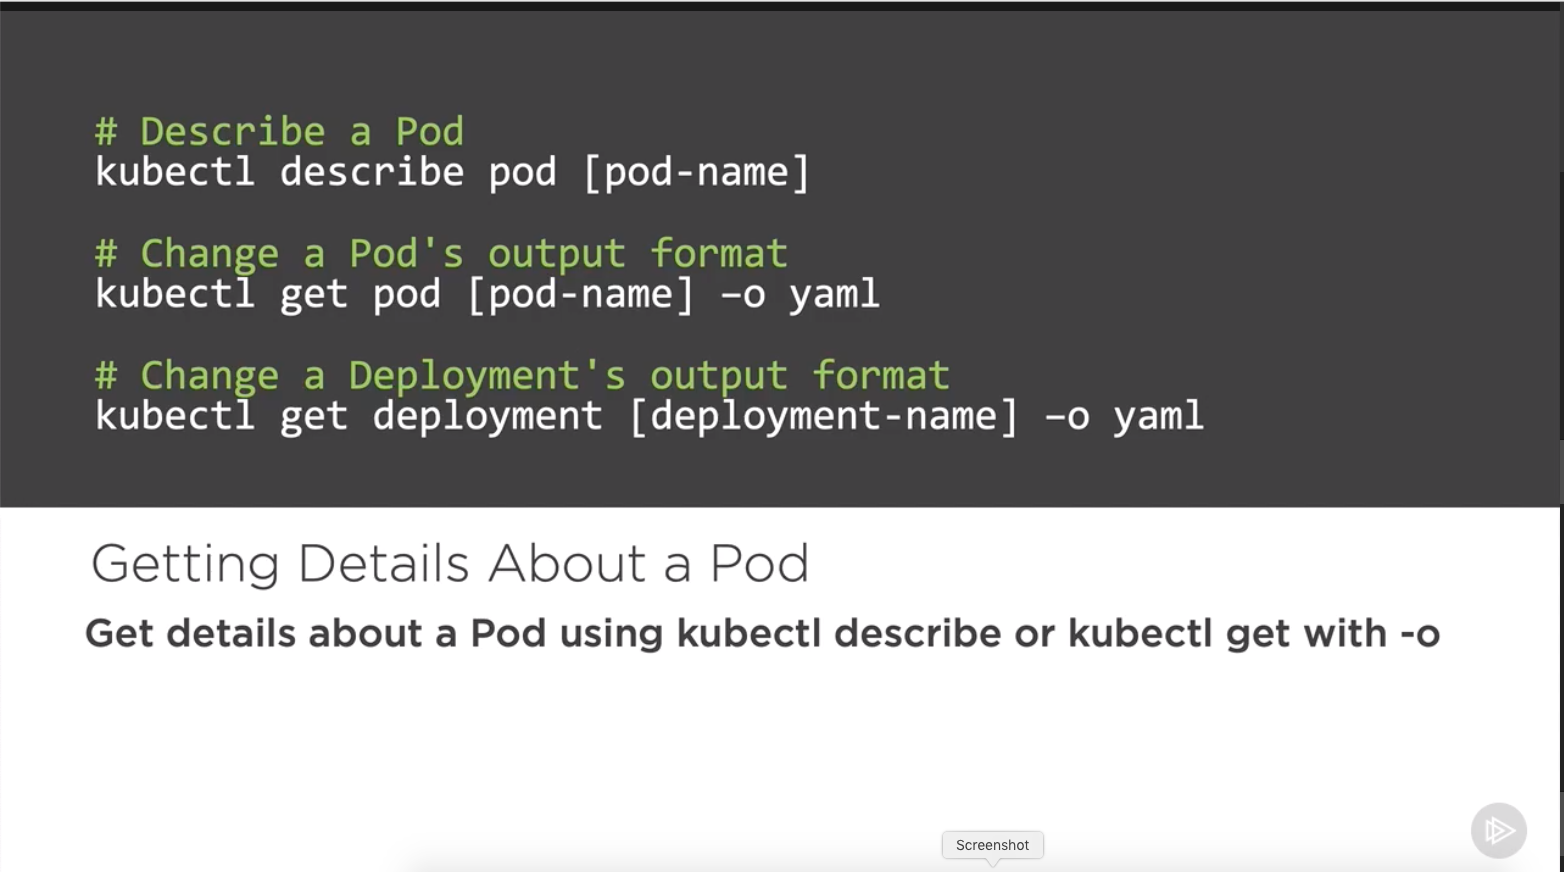 # Describe a Pod
kubectl describe pod [pod-name]
# Change a Pod's output format
kubectl get pod [pod-name] –o yaml
# Change a Deployment's output format
kubectl get deployment [deployment-name] –o yaml
Getting Details About a Pod
Get details about a Pod using kubectl describe or kubectl get with -o
Screenshot